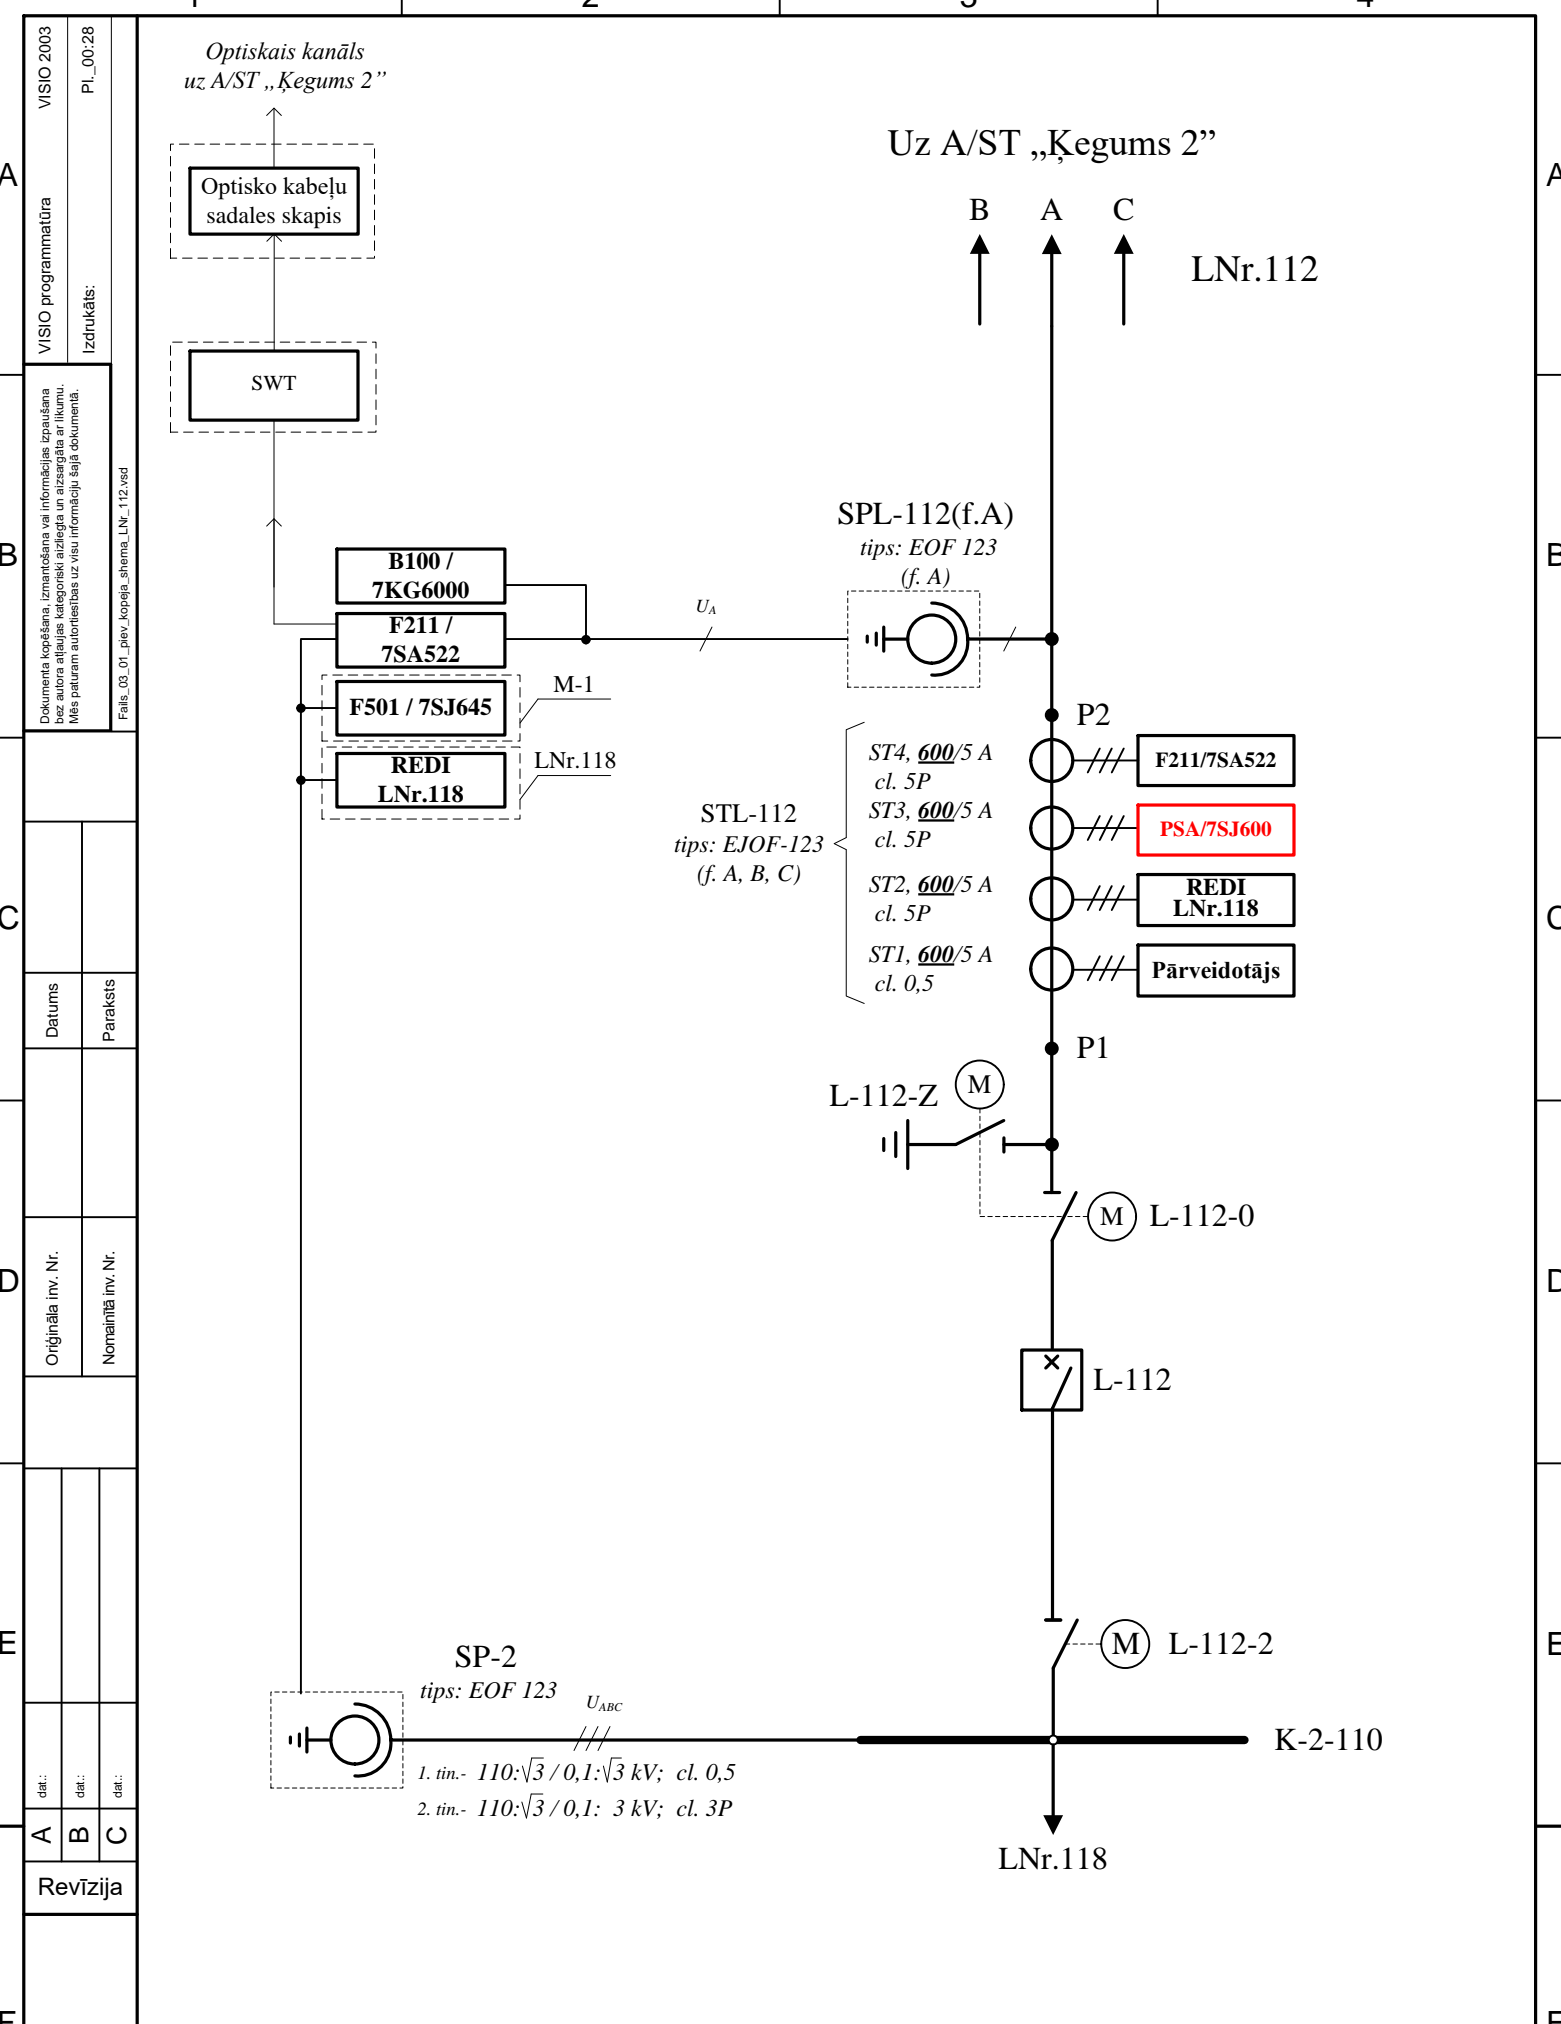 1
2
3
4
A
B
C
D
E
F
A
B
C
D
E
F
VISIO programmatūra VISIO 2003
Izdrukāts: Pl._00:28
Dokumenta kopēšana, izmantošana vai informācijas izpaušana
bez autora atļaujas kategoriski aizliegta un aizsargāta ar likumu.
Mēs paturam autortiesības uz visu informāciju šajā dokumentā.
Fails_03_01_piev_kopeja_shema_LNr_112.vsd
Datums
Paraksts
Oriģināla inv. Nr.
Nomainītā inv. Nr.
dat.:
dat.:
dat.:
A
B
C
Revīzija
Optiskais kanāls
uz A/ST „Ķegums 2”
Optisko kabeļu
sadales skapis
SWT
Uz A/ST „Ķegums 2”
B A C
LNr.112
SPL-112(f.A)
tips: EOF 123
(f. A)
B100 /
7KG6000
F211 /
7SA522
U_A
F501 / 7SJ645
M-1
REDI
LNr.118
LNr.118
P2
ST4, 600/5 A
cl. 5P
F211/7SA522
ST3, 600/5 A
cl. 5P
PSA/7SJ600
STL-112
tips: EJOF-123
(f. A, B, C)
ST2, 600/5 A
cl. 5P
REDI
LNr.118
ST1, 600/5 A
cl. 0,5
Pārveidotājs
P1
L-112-Z
M
M
L-112-0
L-112
M
L-112-2
SP-2
tips: EOF 123
U_ABC
K-2-110
1. tin.- 110:√3 / 0,1:√3 kV; cl. 0,5
2. tin.- 110:√3 / 0,1: 3 kV; cl. 3P
LNr.118